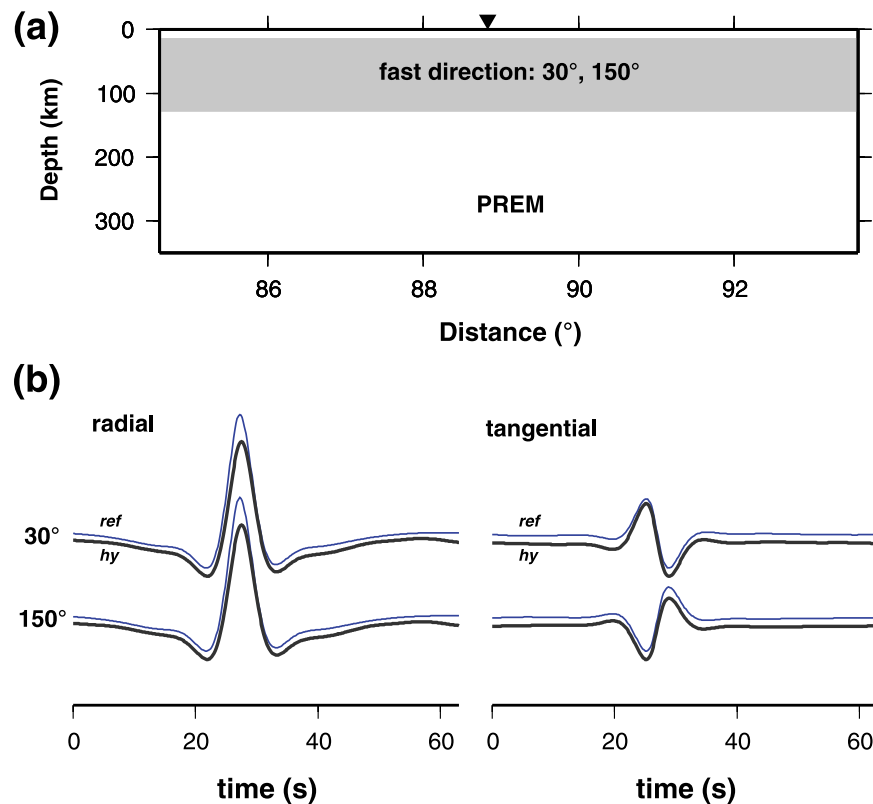 (a)
0
100
200
300
Depth (km)
fast direction: 30°, 150°
PREM
86 88 90 92
Distance (°)
(b)
radial
tangential
30°
ref
hy
ref
hy
150°
0 20 40 60
0 20 40 60
time (s)
time (s)